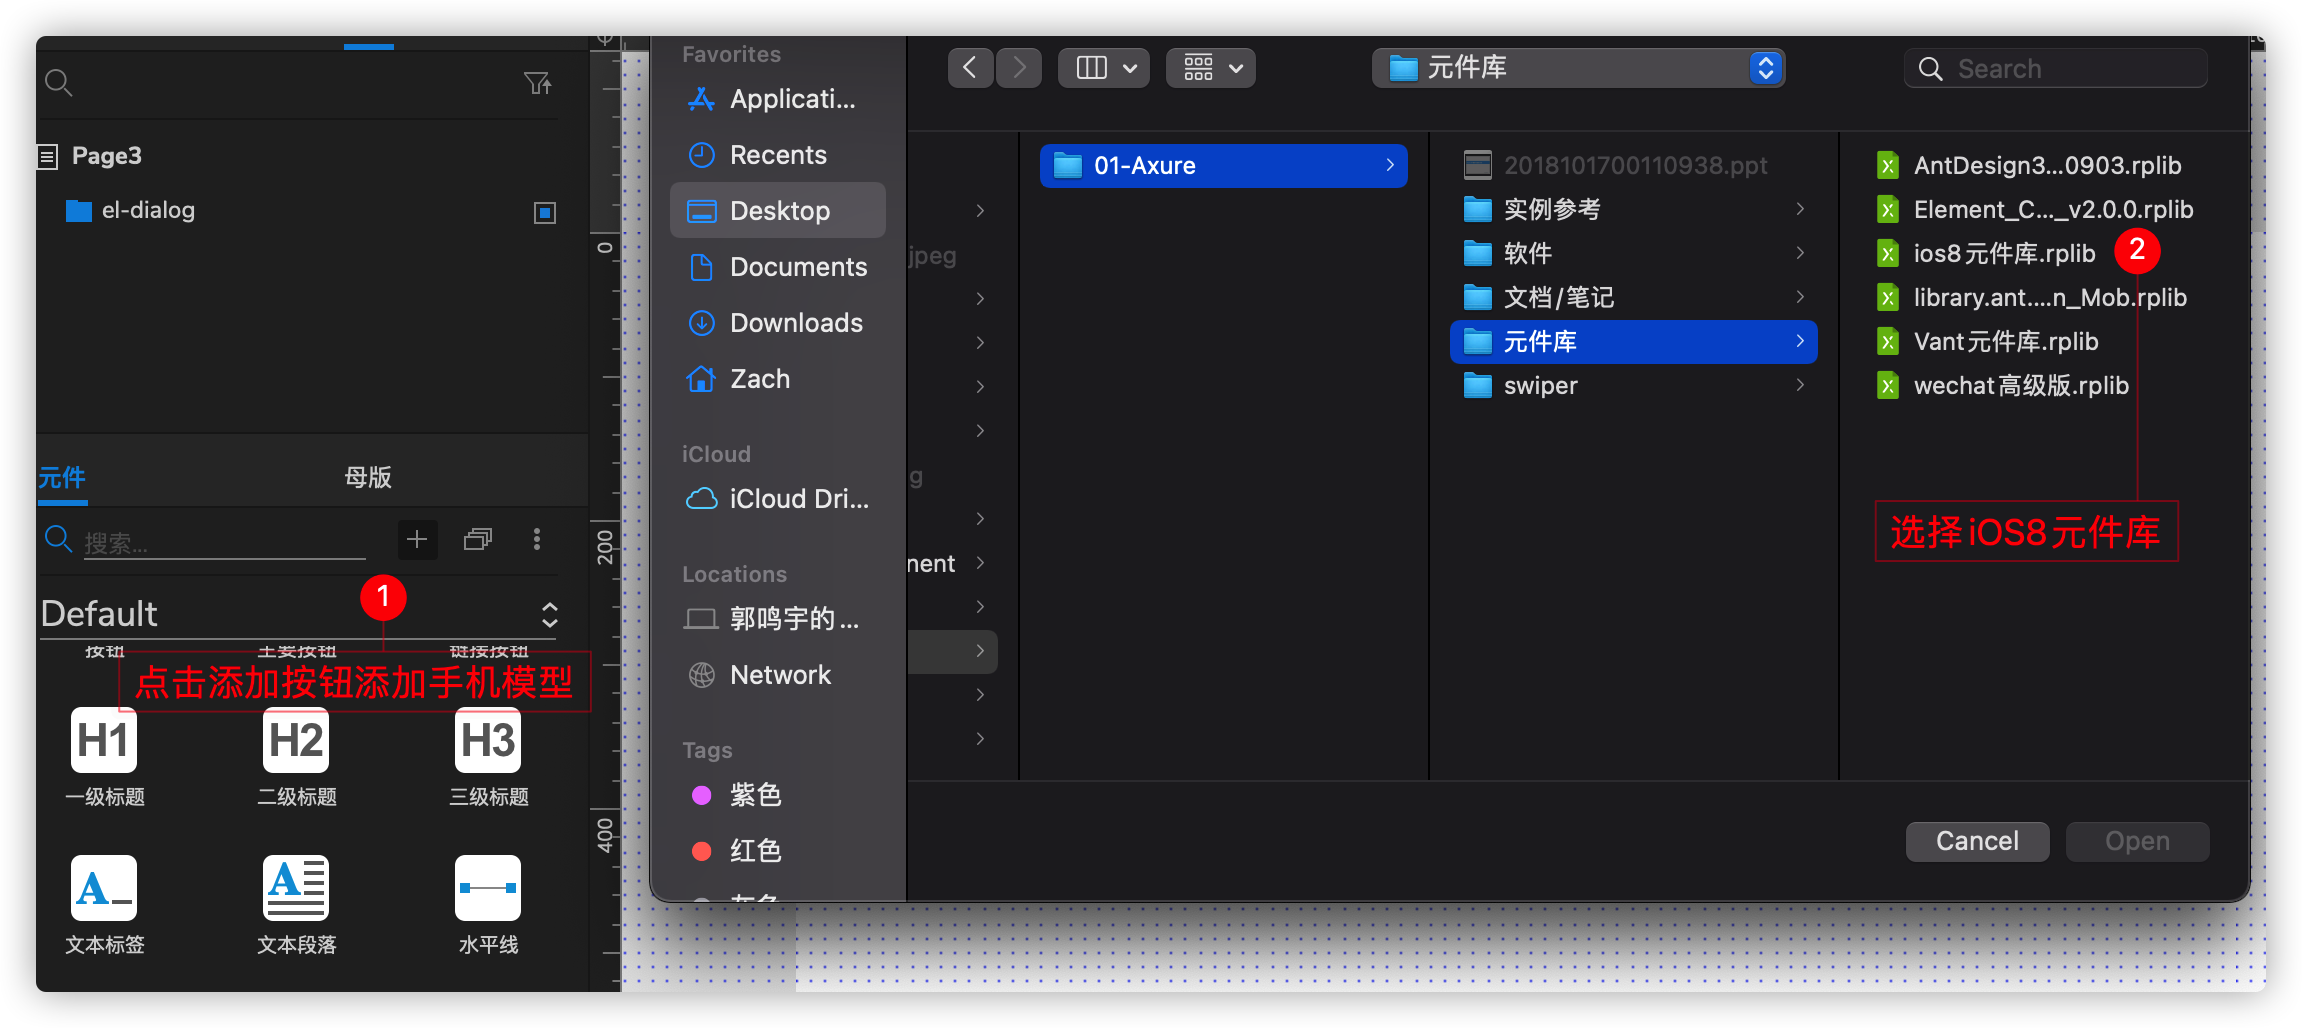 Page3
el-dialog
元件
母版
搜索...
Default
1
按钮
主要按钮
链接按钮
点击添加按钮添加手机模型
H1
H2
H3
一级标题
二级标题
三级标题
A
A
文本标签
文本段落
水平线
0
200
400
Favorites
Applicati...
Recents
Desktop
Documents
Downloads
Zach
iCloud
iCloud Dri...
Locations
郭鸣宇的...
Network
Tags
紫色
红色
灰色
元件库
Search
jpeg
g
nent
01-Axure
2018101700110938.ppt
实例参考
软件
文档/笔记
元件库
swiper
AntDesign3...0903.rplib
Element_C..._v2.0.0.rplib
ios8元件库.rplib
2
library.ant....n_Mob.rplib
Vant元件库.rplib
wechat高级版.rplib
选择iOS8元件库
Cancel
Open